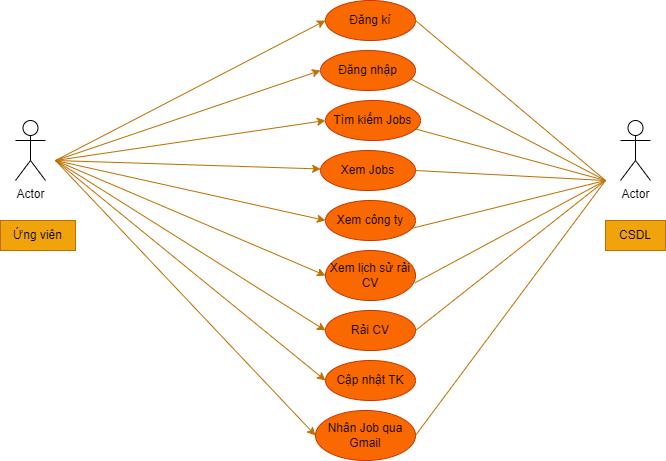 Đăng kí
Đăng nhập
Tìm kiếm Jobs
Xem Jobs
Actor
Actor
Ứng viên
Xem công ty
CSDL
Xem lịch sử rải
CV
Rải CV
Cập nhật TK
Nhân Job qua
Gmail